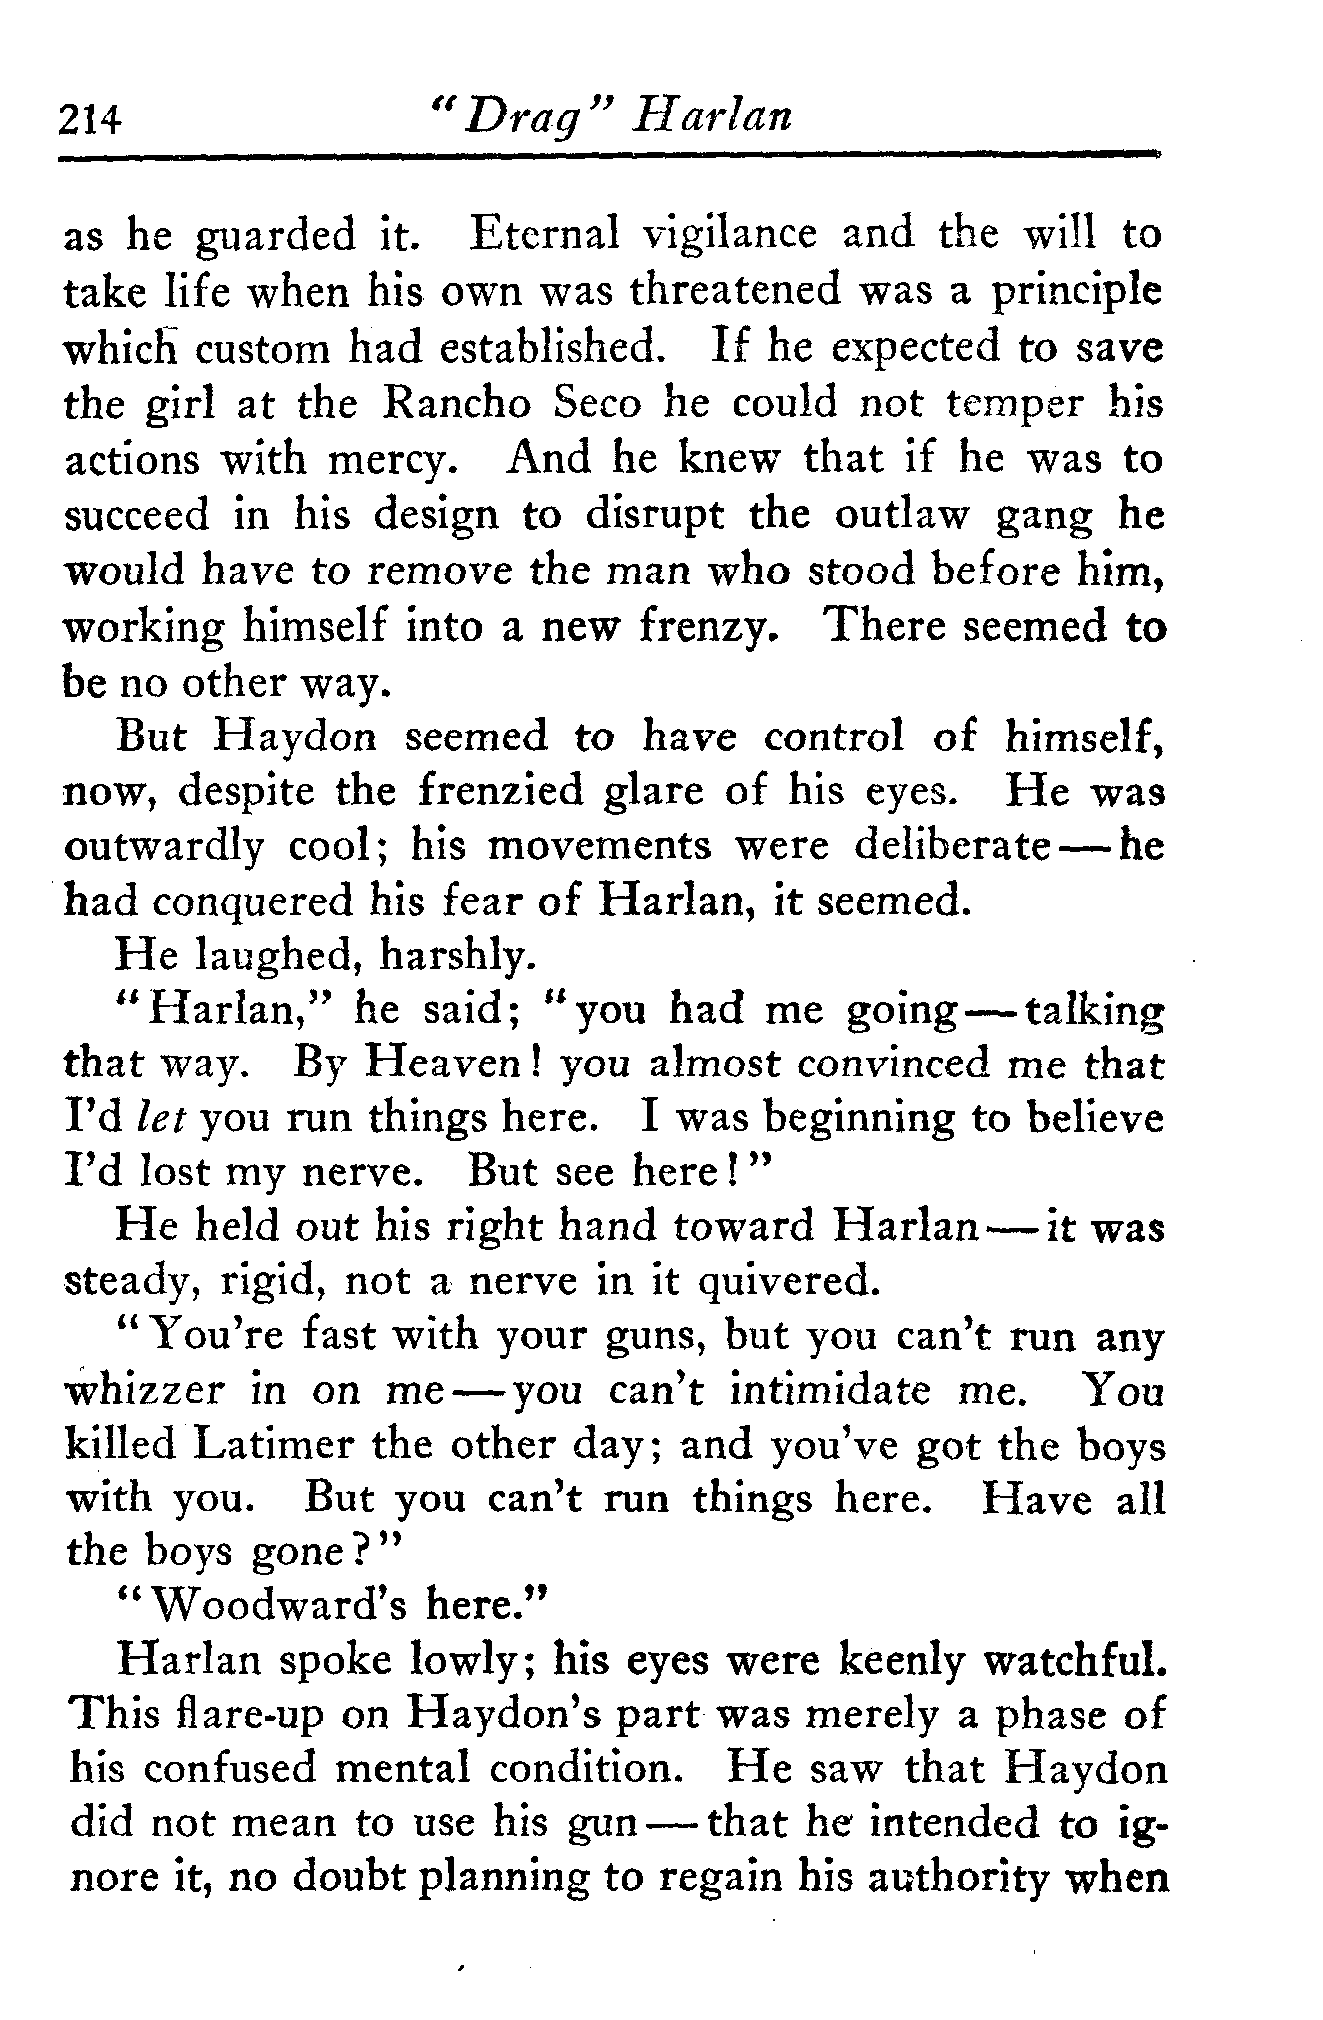 214 "Drag" Harlan
as he guarded it. Eternal vigilance and the will to
take life when his own was threatened was a principle
which custom had established. If he expected to save
the girl at the Rancho Seco he could not temper his
actions with mercy. And he knew that if he was to
succeed in his design to disrupt the outlaw gang he
would have to remove the man who stood before him,
working himself into a new frenzy. There seemed to
be no other way.
But Haydon seemed to have control of himself,
now, despite the frenzied glare of his eyes. He was
outwardly cool; his movements were deliberate—he
had conquered his fear of Harlan, it seemed.
He laughed, harshly.
"Harlan," he said; "you had me going—talking
that way. By Heaven! you almost convinced me that
I'd let you run things here. I was beginning to believe
I'd lost my nerve. But see here!"
He held out his right hand toward Harlan—it was
steady, rigid, not a nerve in it quivered.
"You're fast with your guns, but you can't run any
whizzer in on me—you can't intimidate me. You
killed Latimer the other day; and you've got the boys
with you. But you can't run things here. Have all
the boys gone?"
"Woodward's here."
Harlan spoke lowly; his eyes were keenly watchful.
This flare-up on Haydon's part was merely a phase of
his confused mental condition. He saw that Haydon
did not mean to use his gun—that he intended to ig-
nore it, no doubt planning to regain his authority when